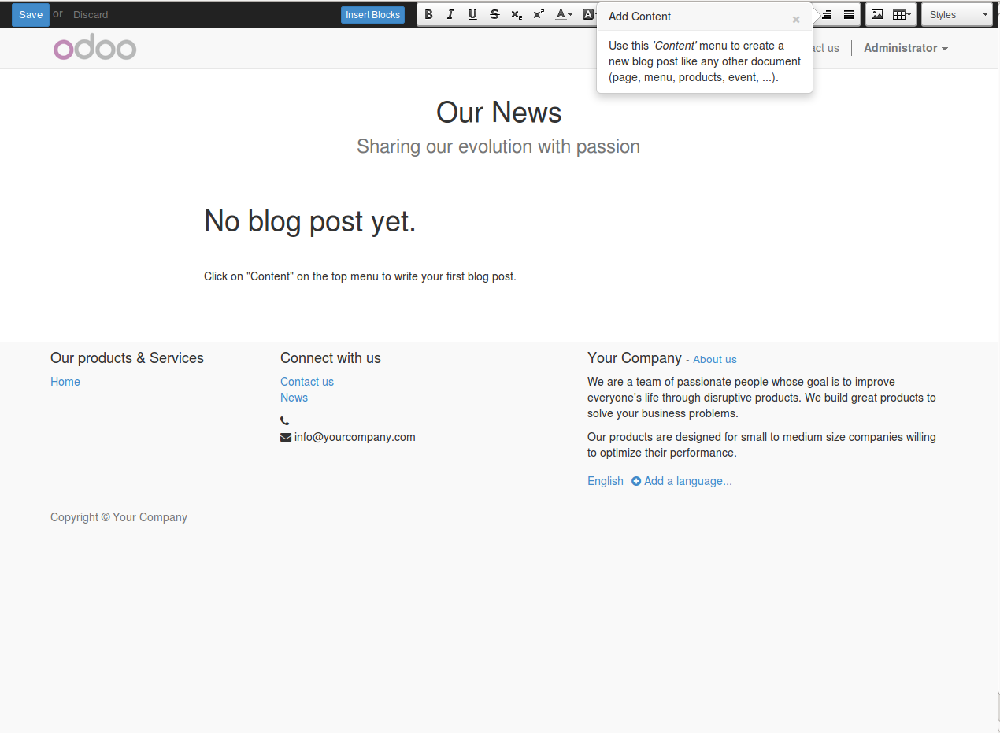 Save or Discard Insert Blocks B I U S x₂ x² A A Styles
Add Content ×
Use this 'Content' menu to create a
new blog post like any other document
(page, menu, products, event, ...).
odoo
act us Administrator
Our News
Sharing our evolution with passion
No blog post yet.
Click on "Content" on the top menu to write your first blog post.
Our products & Services
Home
Connect with us
Contact us
News
info@yourcompany.com
Your Company - About us
We are a team of passionate people whose goal is to improve
everyone's life through disruptive products. We build great products to
solve your business problems.
Our products are designed for small to medium size companies willing
to optimize their performance.
English Add a language...
Copyright © Your Company